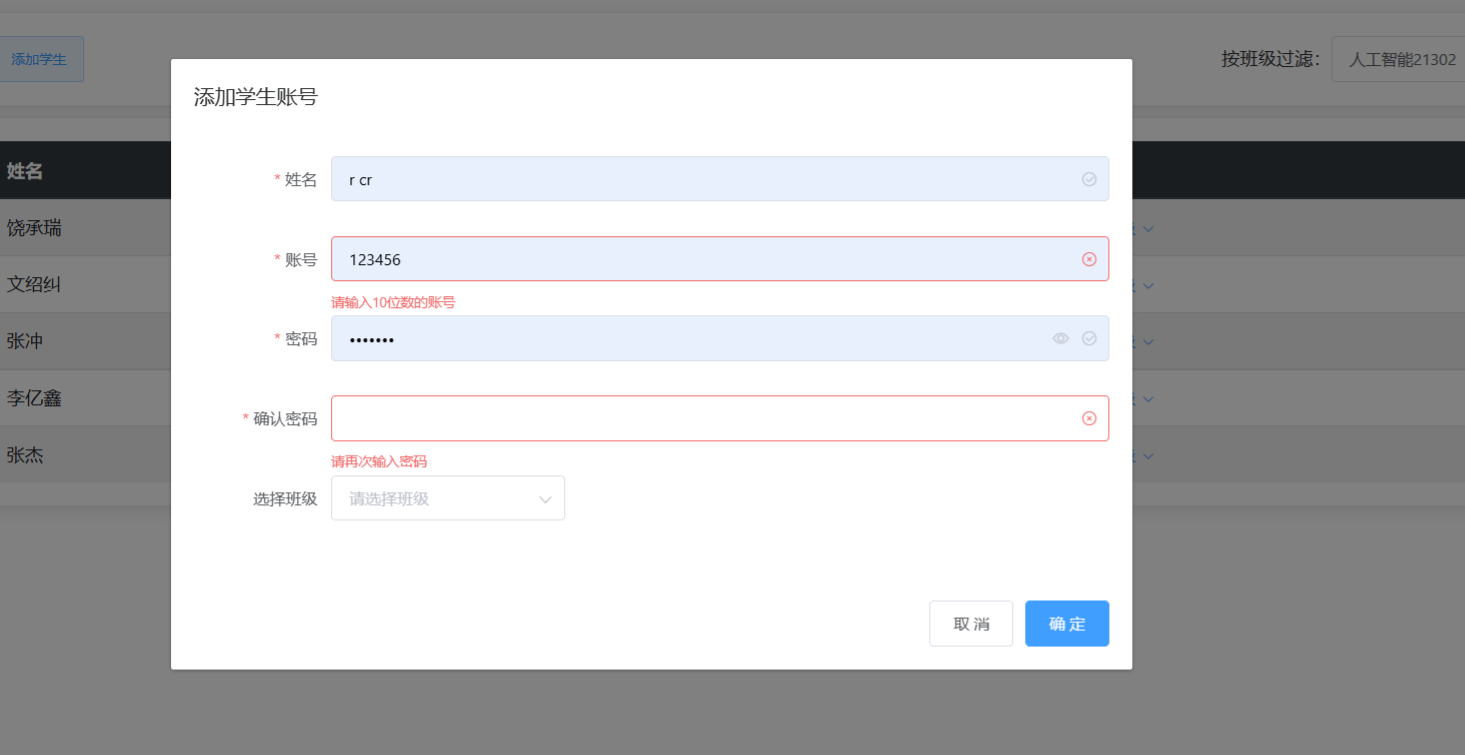 添加学生
按班级过滤：
人工智能21302
添加学生账号
姓名
* 姓名
r cr
饶承瑞
* 账号
123456
文绍纠
请输入10位数的账号
* 密码
•••••••
张冲
李亿鑫
* 确认密码
张杰
请再次输入密码
选择班级
请选择班级
取 消
确 定